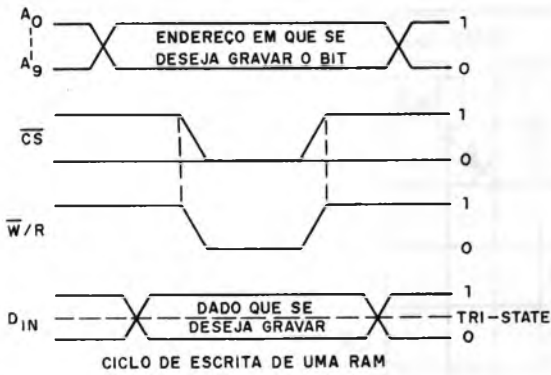 A0
1
ENDEREÇO EM QUE SE
DESEJA GRAVAR O BIT
A9
0
1
CS
0
1
W/R
0
1
DADO QUE SE
DIN
TRI-STATE
DESEJA GRAVAR
0
CICLO DE ESCRITA DE UMA RAM